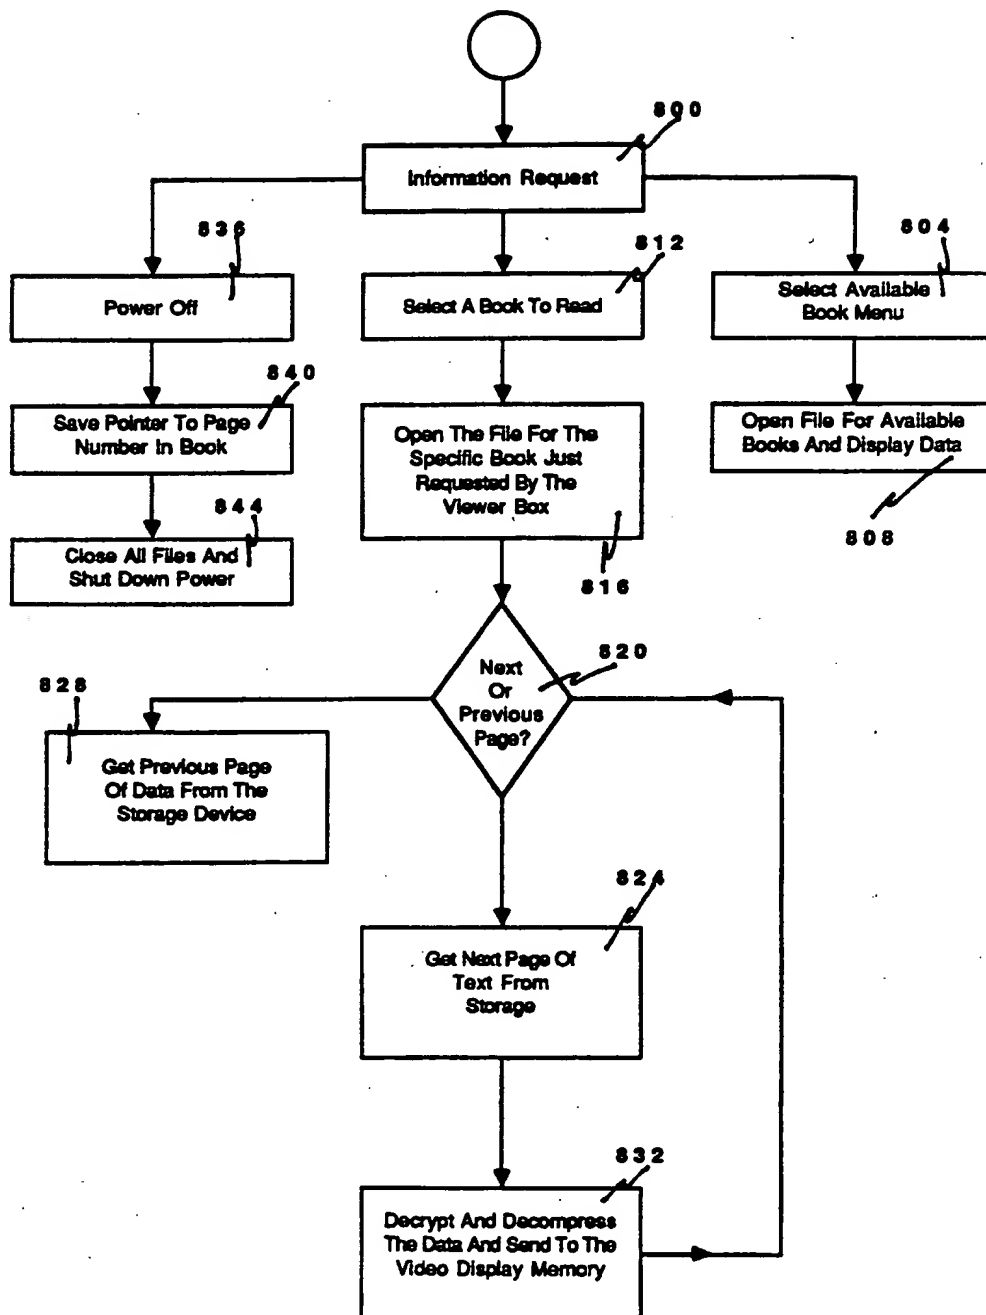 800
Information Request
836
812
804
Power Off
Select A Book To Read
Select Available
Book Menu
840
Save Pointer To Page
Number In Book
Open The File For The
Specific Book Just
Requested By The
Viewer Box
Open File For Available
Books And Display Data
844
808
Close All Files And
Shut Down Power
816
820
Next
Or
Previous
Page?
828
Get Previous Page
Of Data From The
Storage Device
824
Get Next Page Of
Text From
Storage
832
Decrypt And Decompress
The Data And Send To The
Video Display Memory